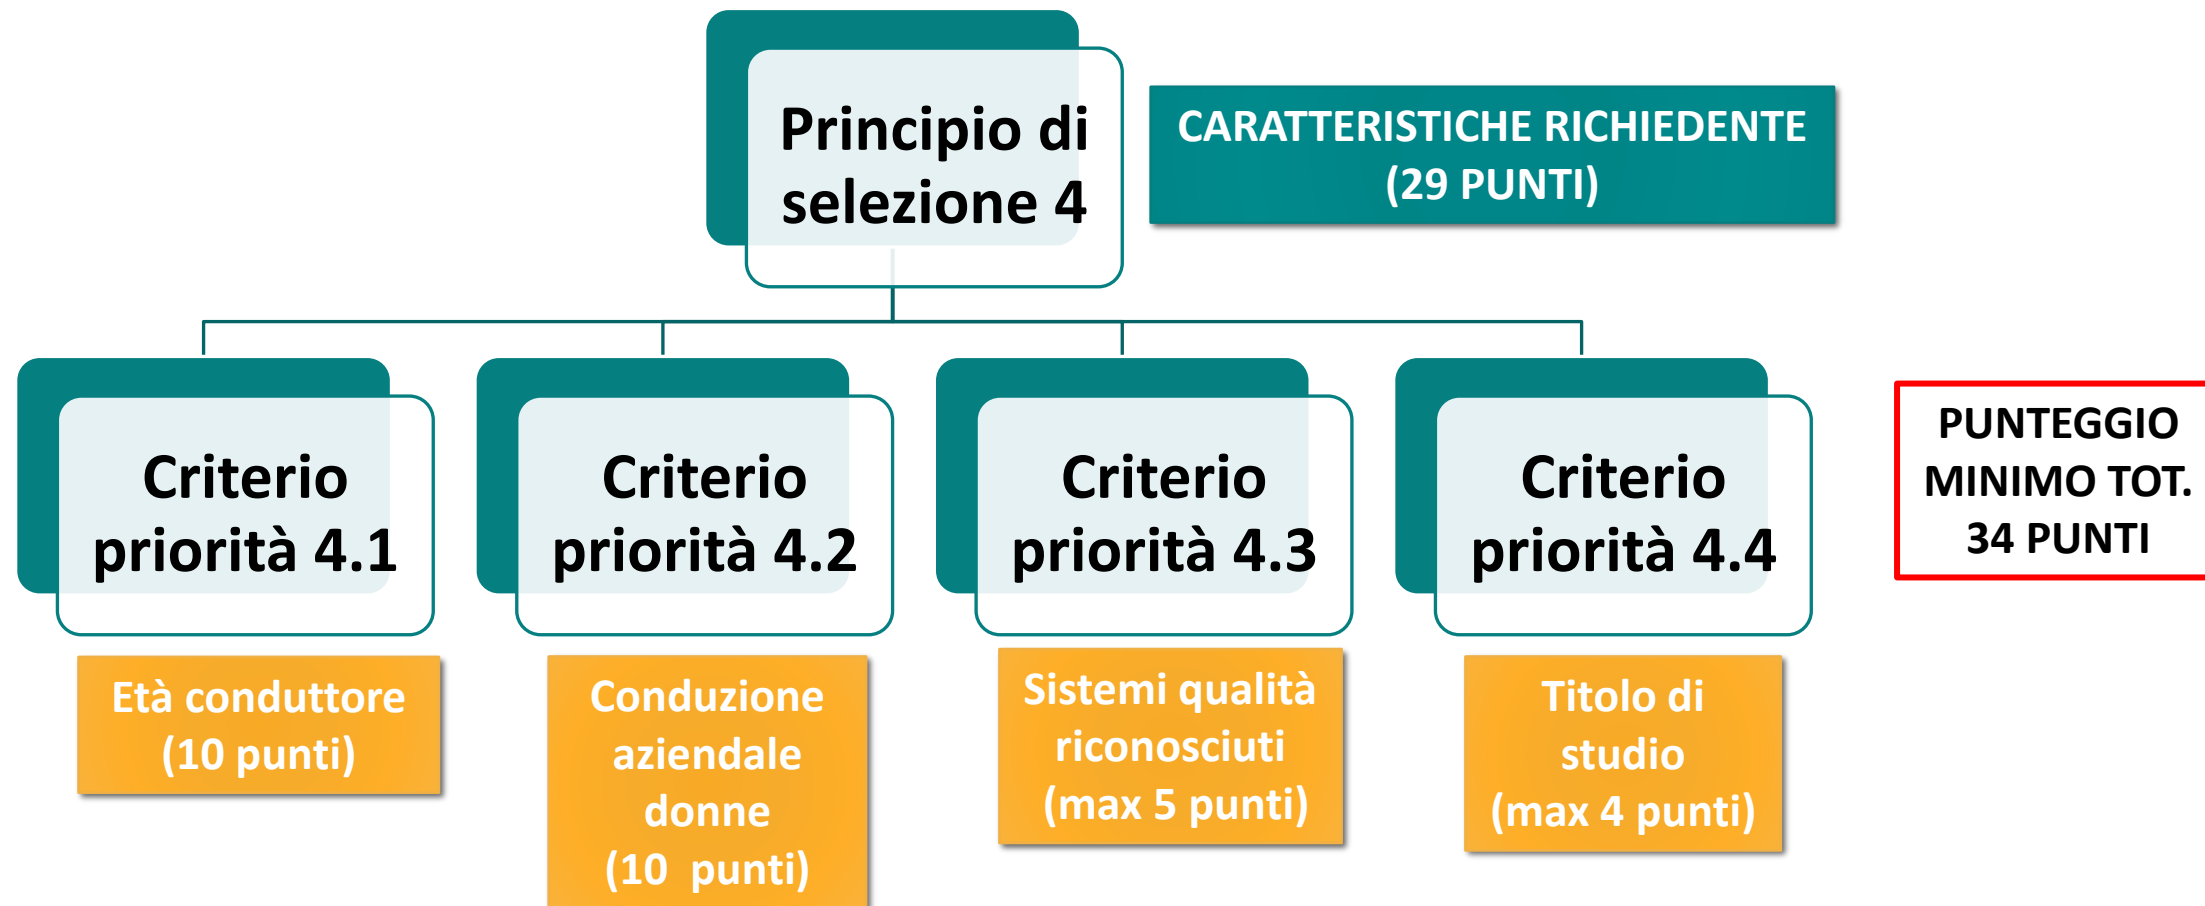 Principio di
selezione 4
CARATTERISTICHE RICHIEDENTE
(29 PUNTI)
Criterio
priorità 4.1
Criterio
priorità 4.2
Criterio
priorità 4.3
Criterio
priorità 4.4
PUNTEGGIO
MINIMO TOT.
34 PUNTI
Età conduttore
(10 punti)
Conduzione
aziendale
donne
(10 punti)
Sistemi qualità
riconosciuti
(max 5 punti)
Titolo di
studio
(max 4 punti)